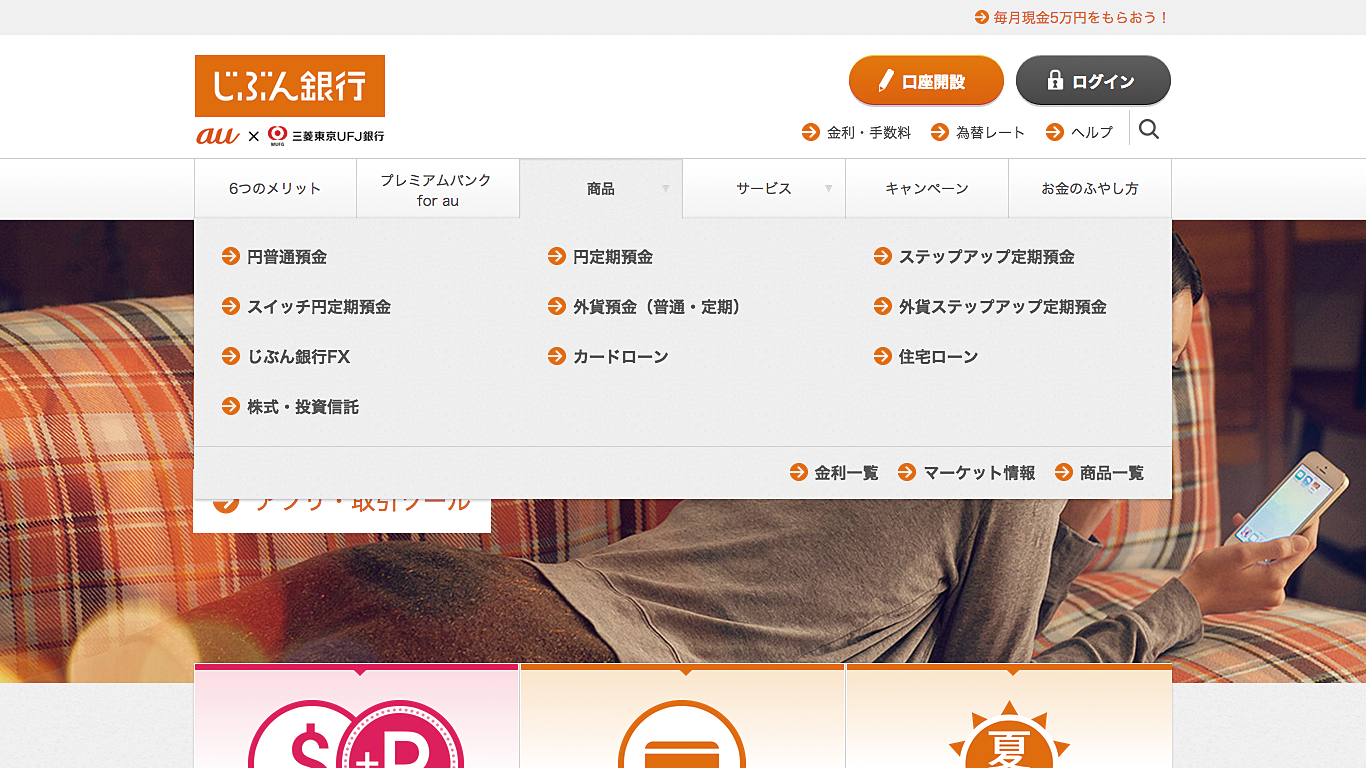 毎月現金5万円をもらおう！
じぶん銀行
au × MUFG 三菱東京UFJ銀行
口座開設
ログイン
金利・手数料
為替レート
ヘルプ
6つのメリット
プレミアムバンク
for au
商品
サービス
キャンペーン
お金のふやし方
円普通預金
円定期預金
ステップアップ定期預金
スイッチ円定期預金
外貨預金（普通・定期）
外貨ステップアップ定期預金
じぶん銀行FX
カードローン
住宅ローン
株式・投資信託
金利一覧
マーケット情報
商品一覧
アプリ・取引ツール
$
+P
夏